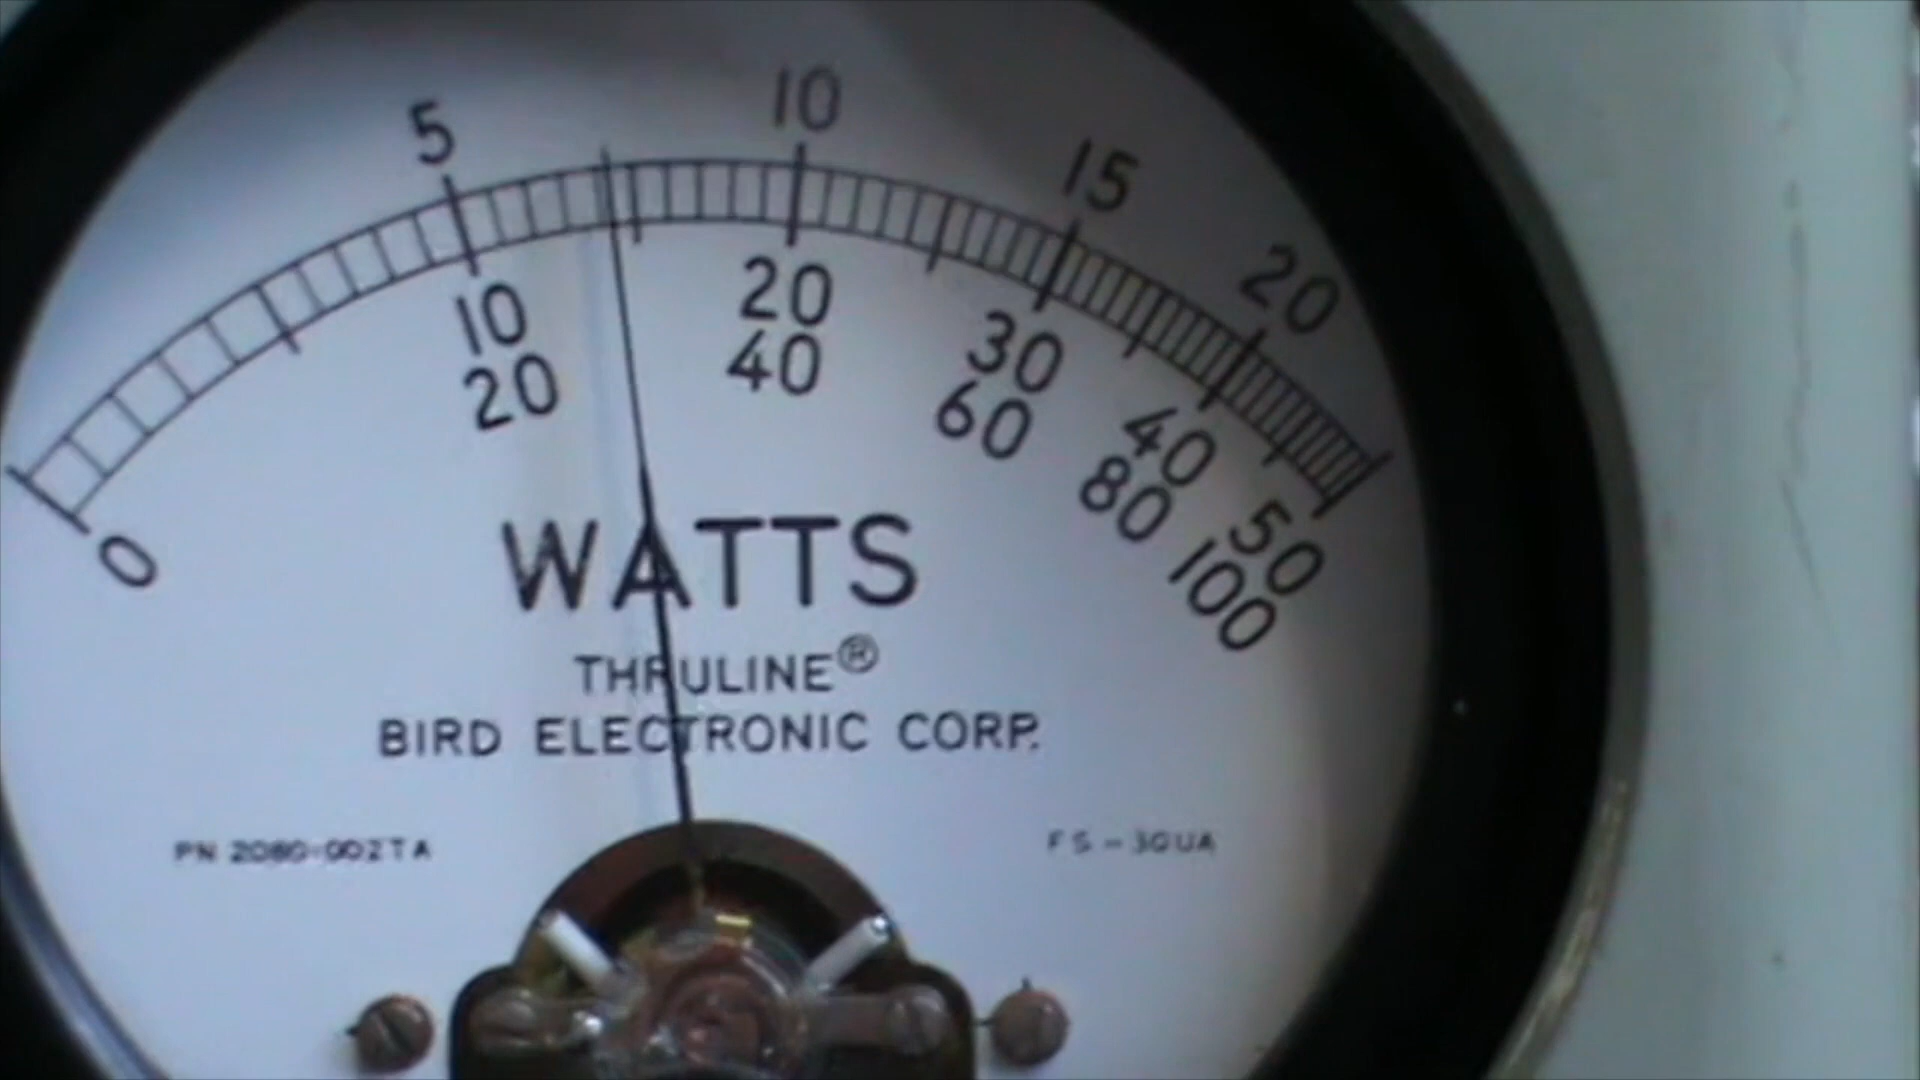 5 10 15 20
0 10 20 30 40 50
20 40 60 80 100
WATTS
THRULINE®
BIRD ELECTRONIC CORP.
PN 2080-002TA FS-30UA